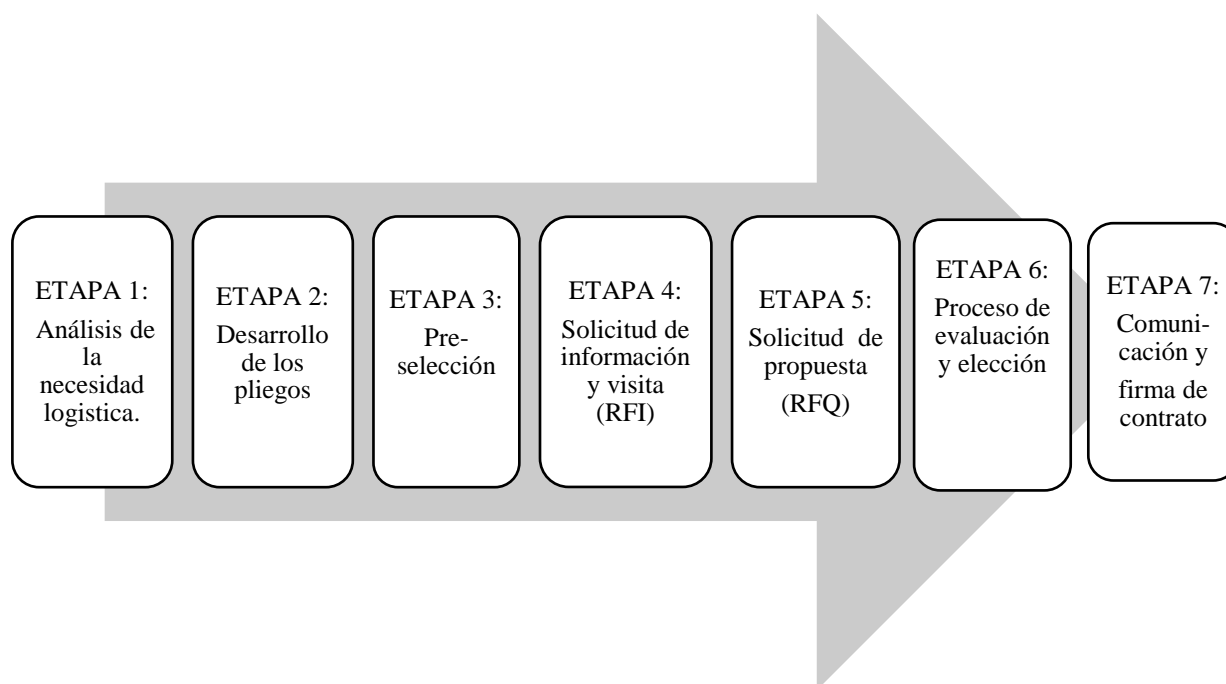 ETAPA 1:
Análisis de
la
necesidad
logistica.
ETAPA 2:
Desarrollo
de los
pliegos
ETAPA 3:
Pre-
selección
ETAPA 4:
Solicitud de
información
y visita
(RFI)
ETAPA 5:
Solicitud de
propuesta
(RFQ)
ETAPA 6:
Proceso de
evaluación
y elección
ETAPA 7:
Comuni-
cación y
firma de
contrato